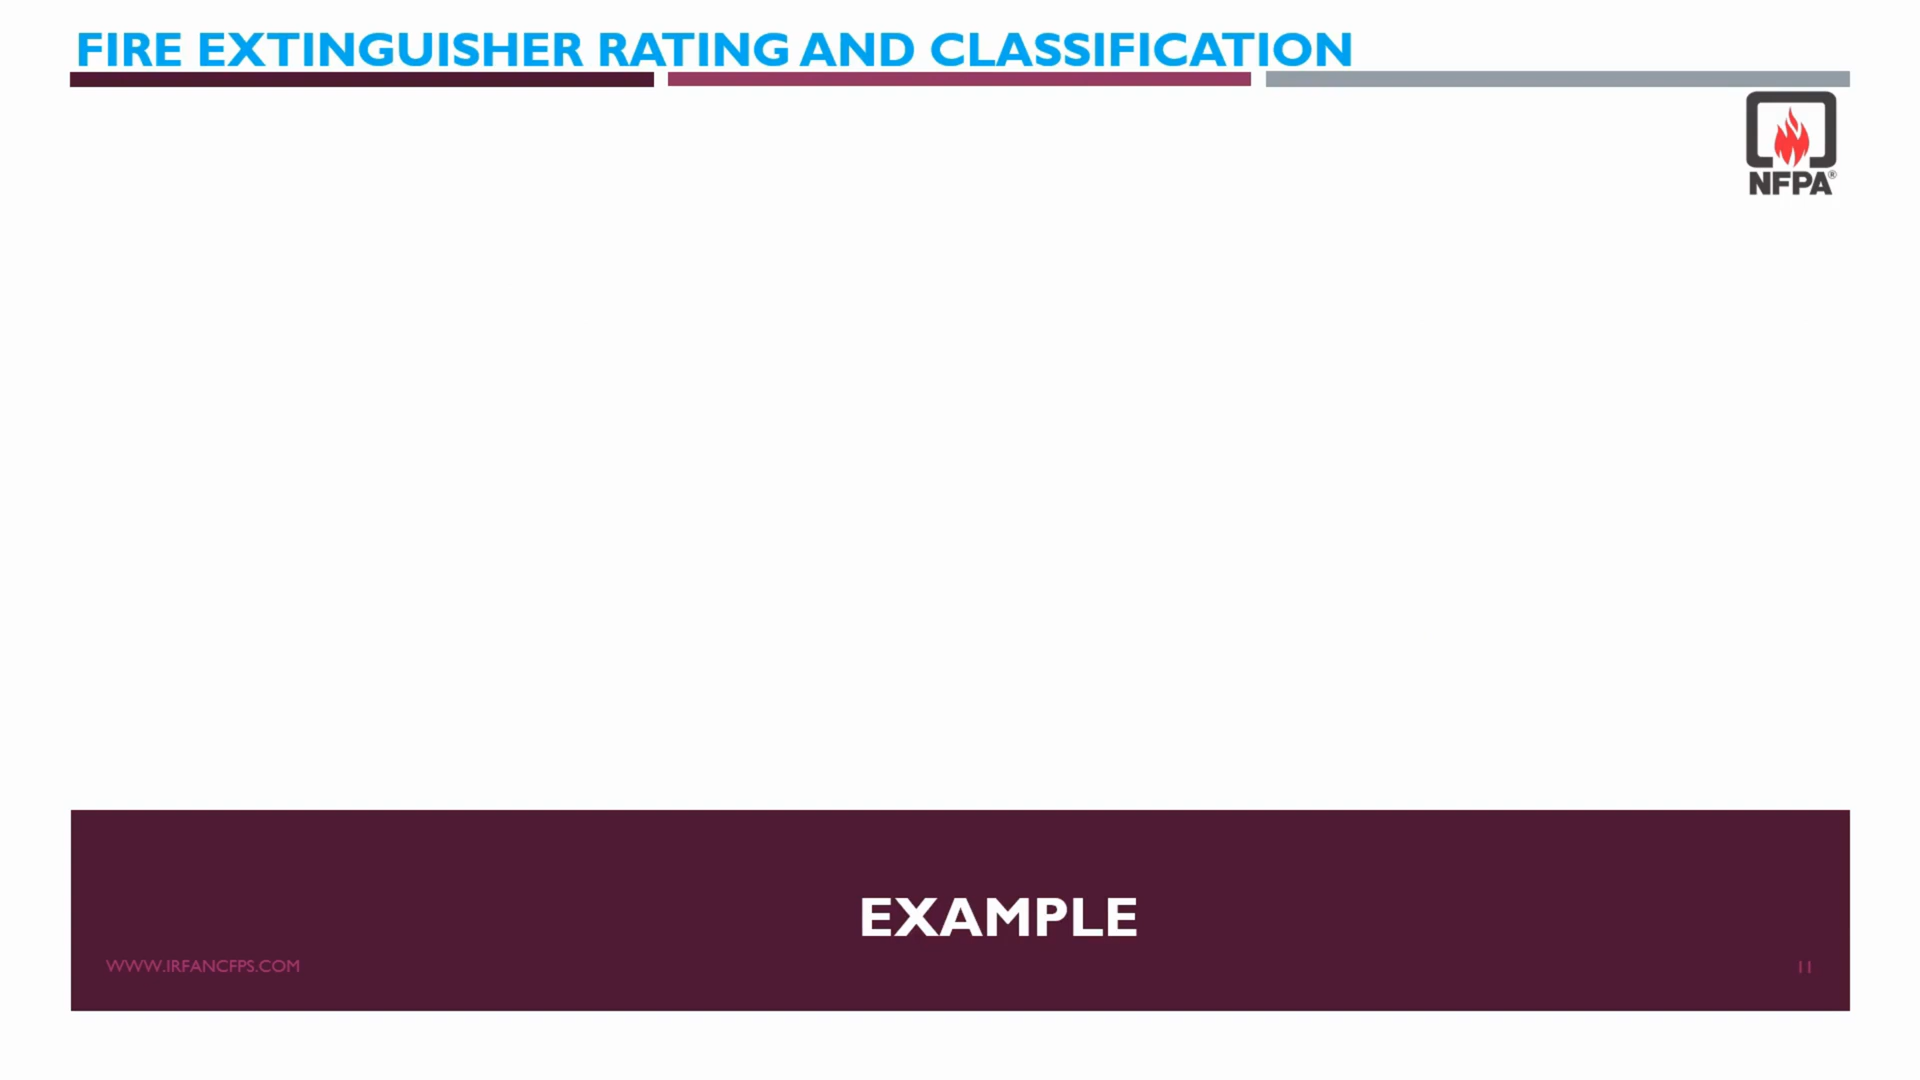 FIRE EXTINGUISHER RATING AND CLASSIFICATION
NFPA®
EXAMPLE
WWW.IRFANCFPS.COM
11